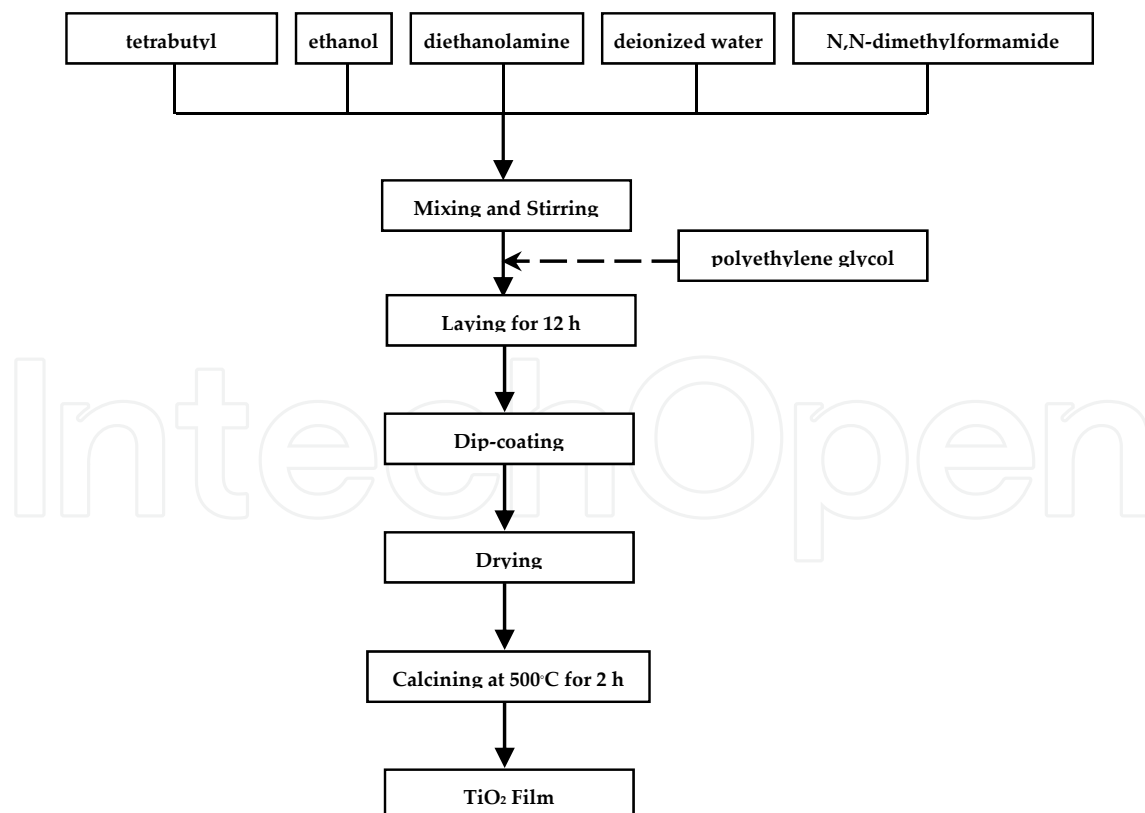 tetrabutyl
ethanol
diethanolamine
deionized water
N,N-dimethylformamide
Mixing and Stirring
polyethylene glycol
Laying for 12 h
IntechOpen
Dip-coating
Drying
Calcining at 500°C for 2 h
TiO₂ Film